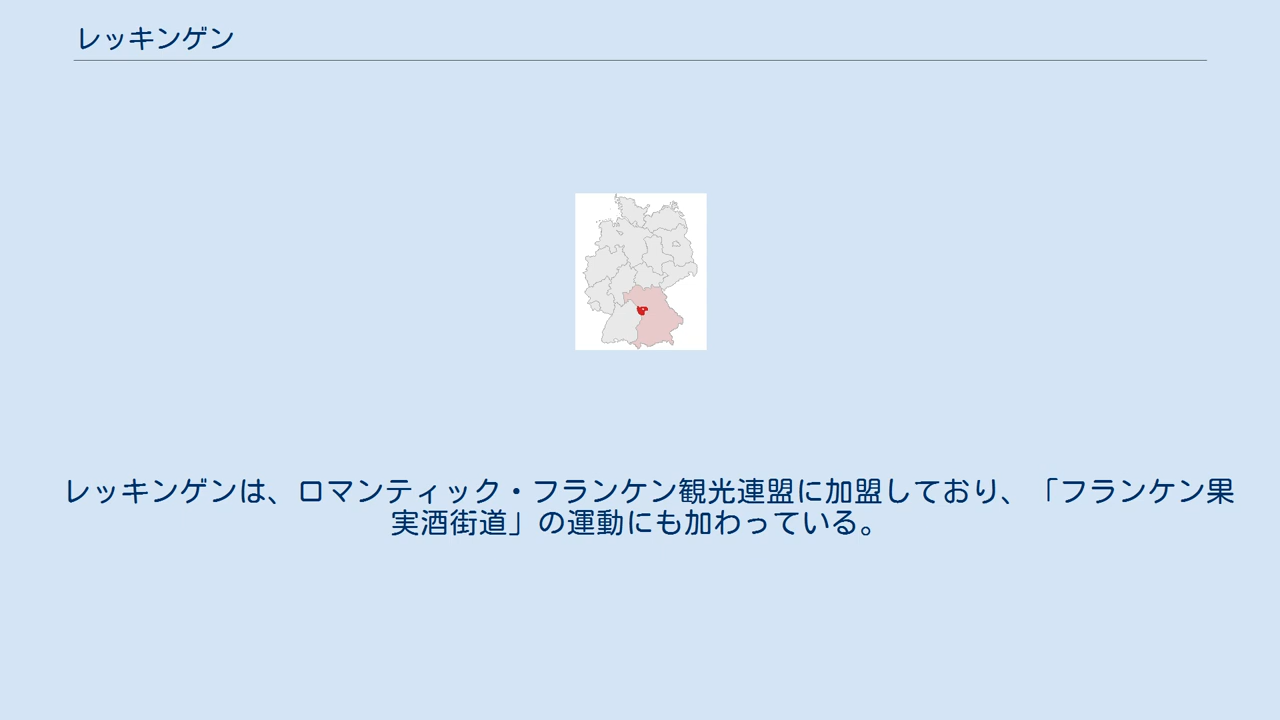 レッキンゲン
レッキンゲンは、ロマンティック・フランケン観光連盟に加盟しており、「フランケン果
実酒街道」の運動にも加わっている。